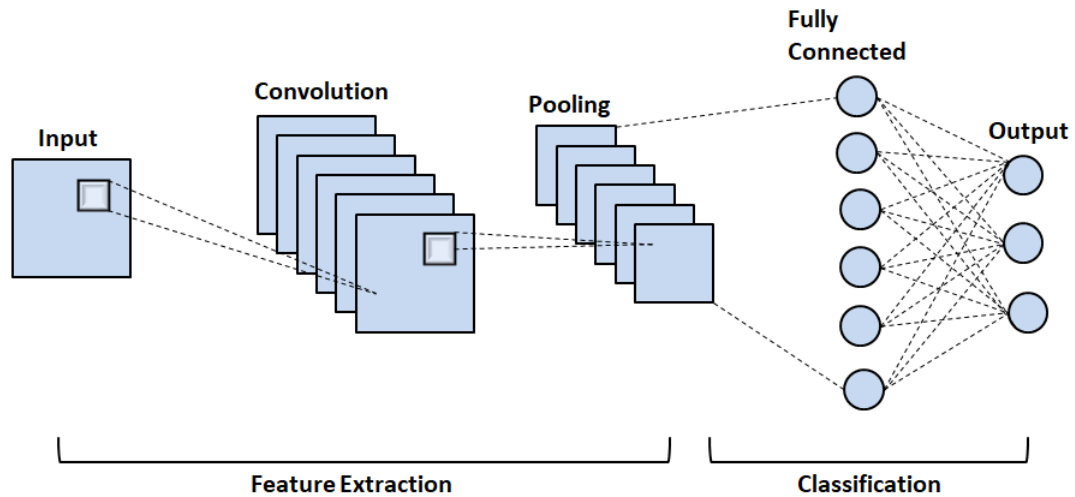 Input
Convolution
Pooling
Fully
Connected
Output
Feature Extraction
Classification